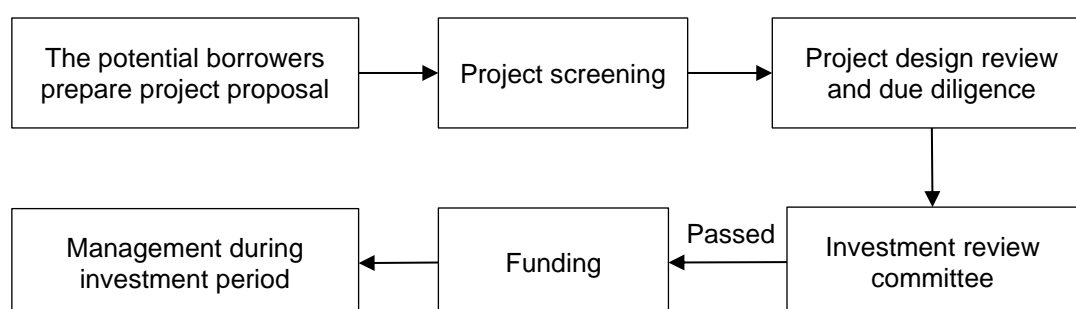 The potential borrowers
prepare project proposal
Project screening
Project design review
and due diligence
Management during
investment period
Funding
Passed
Investment review
committee